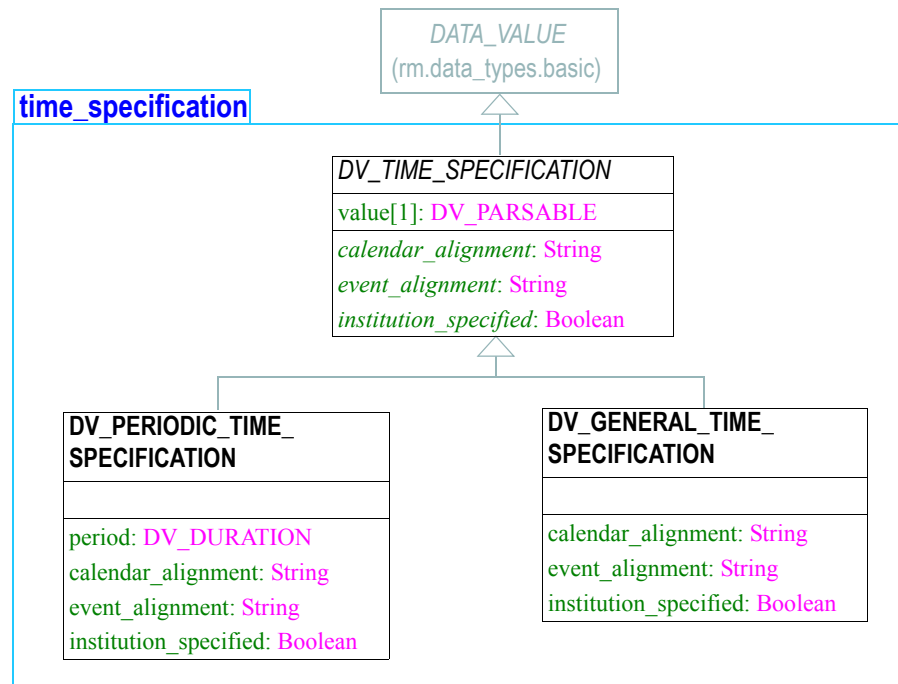 DATA_VALUE
(rm.data_types.basic)
time_specification
DV_TIME_SPECIFICATION
value[1]: DV_PARSABLE
calendar_alignment: String
event_alignment: String
institution_specified: Boolean
DV_PERIODIC_TIME_
SPECIFICATION
period: DV_DURATION
calendar_alignment: String
event_alignment: String
institution_specified: Boolean
DV_GENERAL_TIME_
SPECIFICATION
calendar_alignment: String
event_alignment: String
institution_specified: Boolean